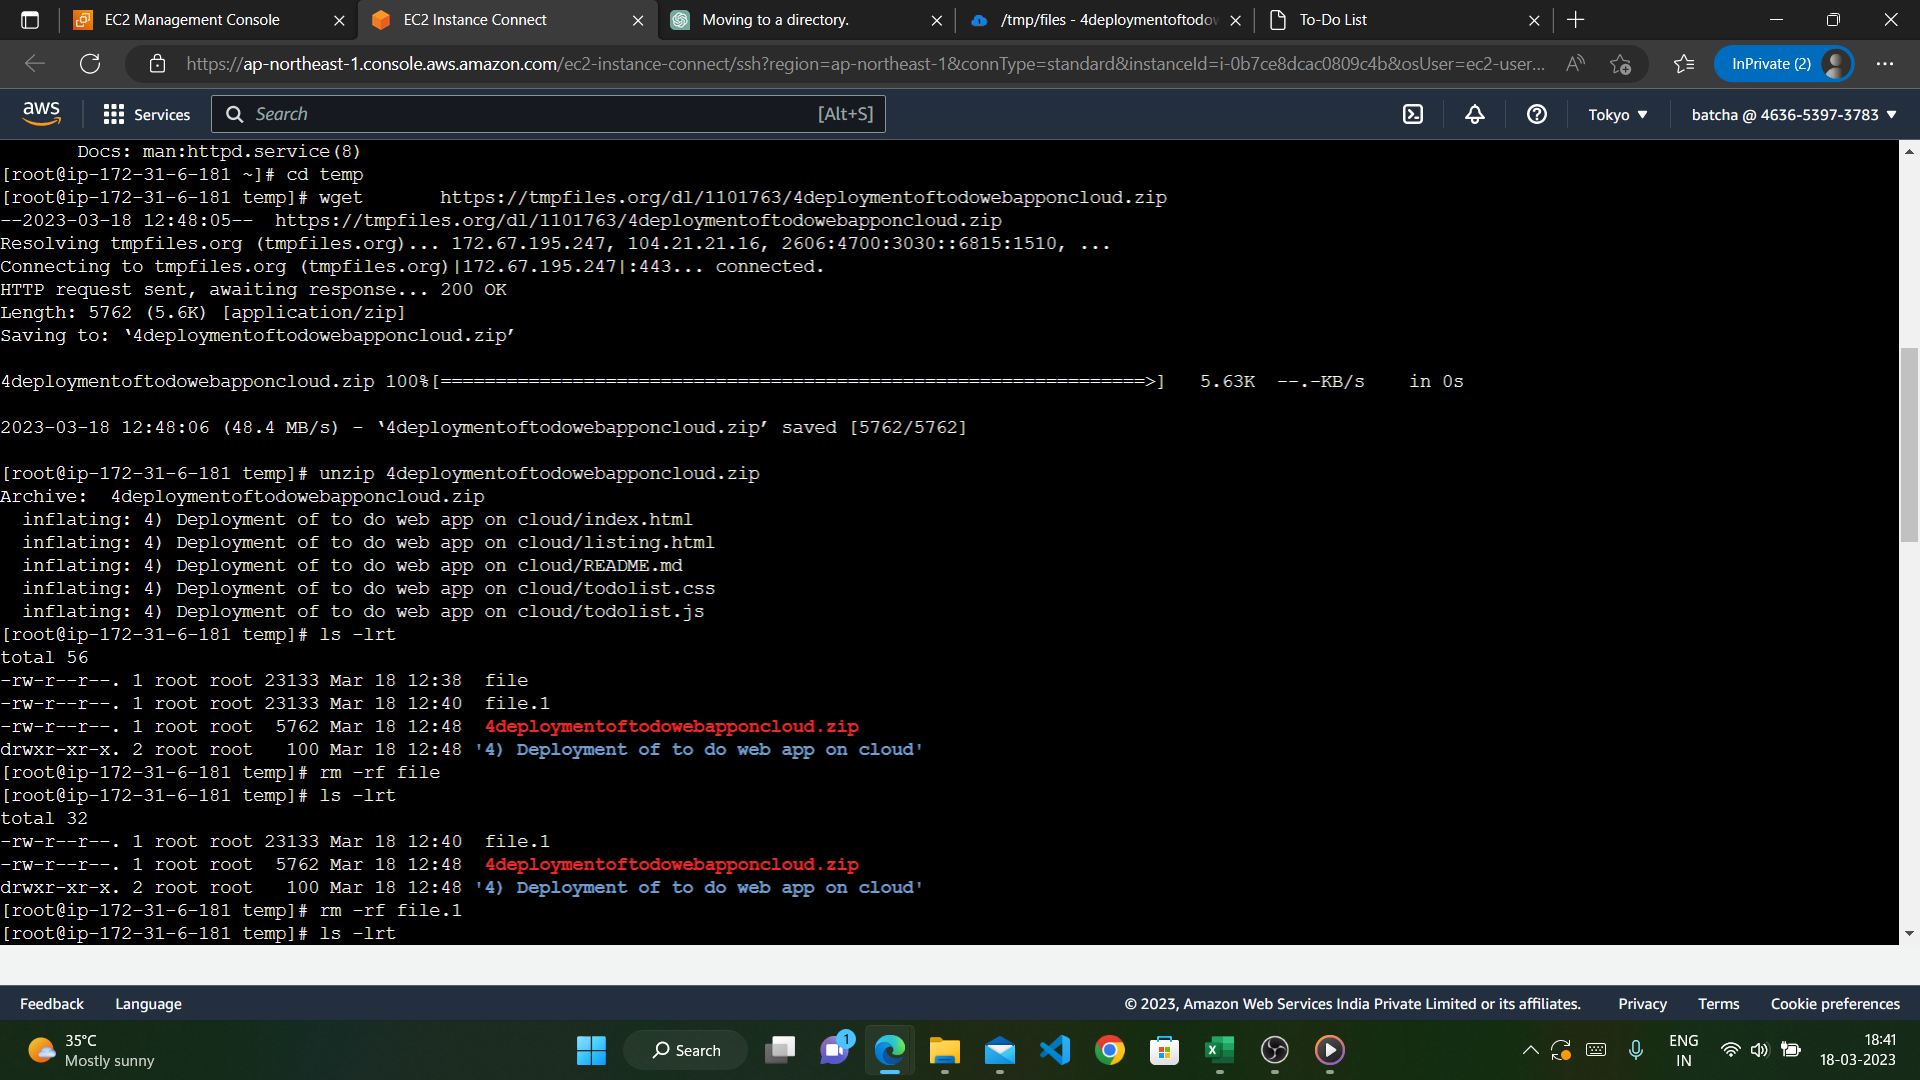 EC2 Management Console
EC2 Instance Connect
Moving to a directory.
/tmp/files - 4deploymentoftodow
To-Do List
https://ap-northeast-1.console.aws.amazon.com/ec2-instance-connect/ssh?region=ap-northeast-1&connType=standard&instanceId=i-0b7ce8dcac0809c4b&osUser=ec2-user...
InPrivate (2)
aws
Services
Search
[Alt+S]
Tokyo
batcha @ 4636-5397-3783
Docs: man:httpd.service(8)
[root@ip-172-31-6-181 ~]# cd temp
[root@ip-172-31-6-181 temp]# wget       https://tmpfiles.org/dl/1101763/4deploymentoftodowebapponcloud.zip
--2023-03-18 12:48:05--  https://tmpfiles.org/dl/1101763/4deploymentoftodowebapponcloud.zip
Resolving tmpfiles.org (tmpfiles.org)... 172.67.195.247, 104.21.21.16, 2606:4700:3030::6815:1510, ...
Connecting to tmpfiles.org (tmpfiles.org)|172.67.195.247|:443... connected.
HTTP request sent, awaiting response... 200 OK
Length: 5762 (5.6K) [application/zip]
Saving to: ‘4deploymentoftodowebapponcloud.zip’
4deploymentoftodowebapponcloud.zip 100%[================================================================>]   5.63K  --.-KB/s    in 0s
2023-03-18 12:48:06 (48.4 MB/s) - ‘4deploymentoftodowebapponcloud.zip’ saved [5762/5762]
[root@ip-172-31-6-181 temp]# unzip 4deploymentoftodowebapponcloud.zip
Archive:  4deploymentoftodowebapponcloud.zip
  inflating: 4) Deployment of to do web app on cloud/index.html
  inflating: 4) Deployment of to do web app on cloud/listing.html
  inflating: 4) Deployment of to do web app on cloud/README.md
  inflating: 4) Deployment of to do web app on cloud/todolist.css
  inflating: 4) Deployment of to do web app on cloud/todolist.js
[root@ip-172-31-6-181 temp]# ls -lrt
total 56
-rw-r--r--. 1 root root 23133 Mar 18 12:38  file
-rw-r--r--. 1 root root 23133 Mar 18 12:40  file.1
-rw-r--r--. 1 root root  5762 Mar 18 12:48  4deploymentoftodowebapponcloud.zip
drwxr-xr-x. 2 root root   100 Mar 18 12:48 '4) Deployment of to do web app on cloud'
[root@ip-172-31-6-181 temp]# rm -rf file
[root@ip-172-31-6-181 temp]# ls -lrt
total 32
-rw-r--r--. 1 root root 23133 Mar 18 12:40  file.1
-rw-r--r--. 1 root root  5762 Mar 18 12:48  4deploymentoftodowebapponcloud.zip
drwxr-xr-x. 2 root root   100 Mar 18 12:48 '4) Deployment of to do web app on cloud'
[root@ip-172-31-6-181 temp]# rm -rf file.1
[root@ip-172-31-6-181 temp]# ls -lrt
Feedback
Language
© 2023, Amazon Web Services India Private Limited or its affiliates.
Privacy
Terms
Cookie preferences
35°C
Mostly sunny
Search
1
ENG
IN
18:41
18-03-2023